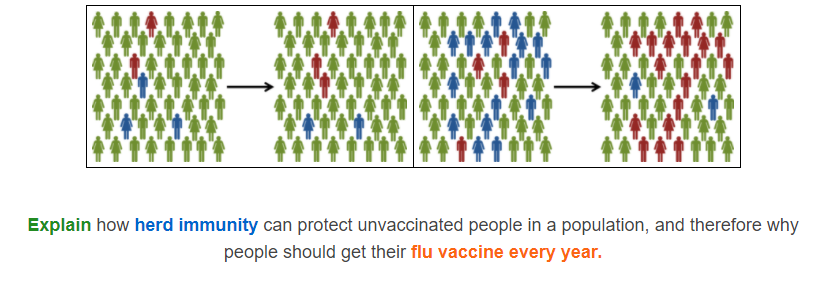 Explain how herd immunity can protect unvaccinated people in a population, and therefore why
people should get their flu vaccine every year.